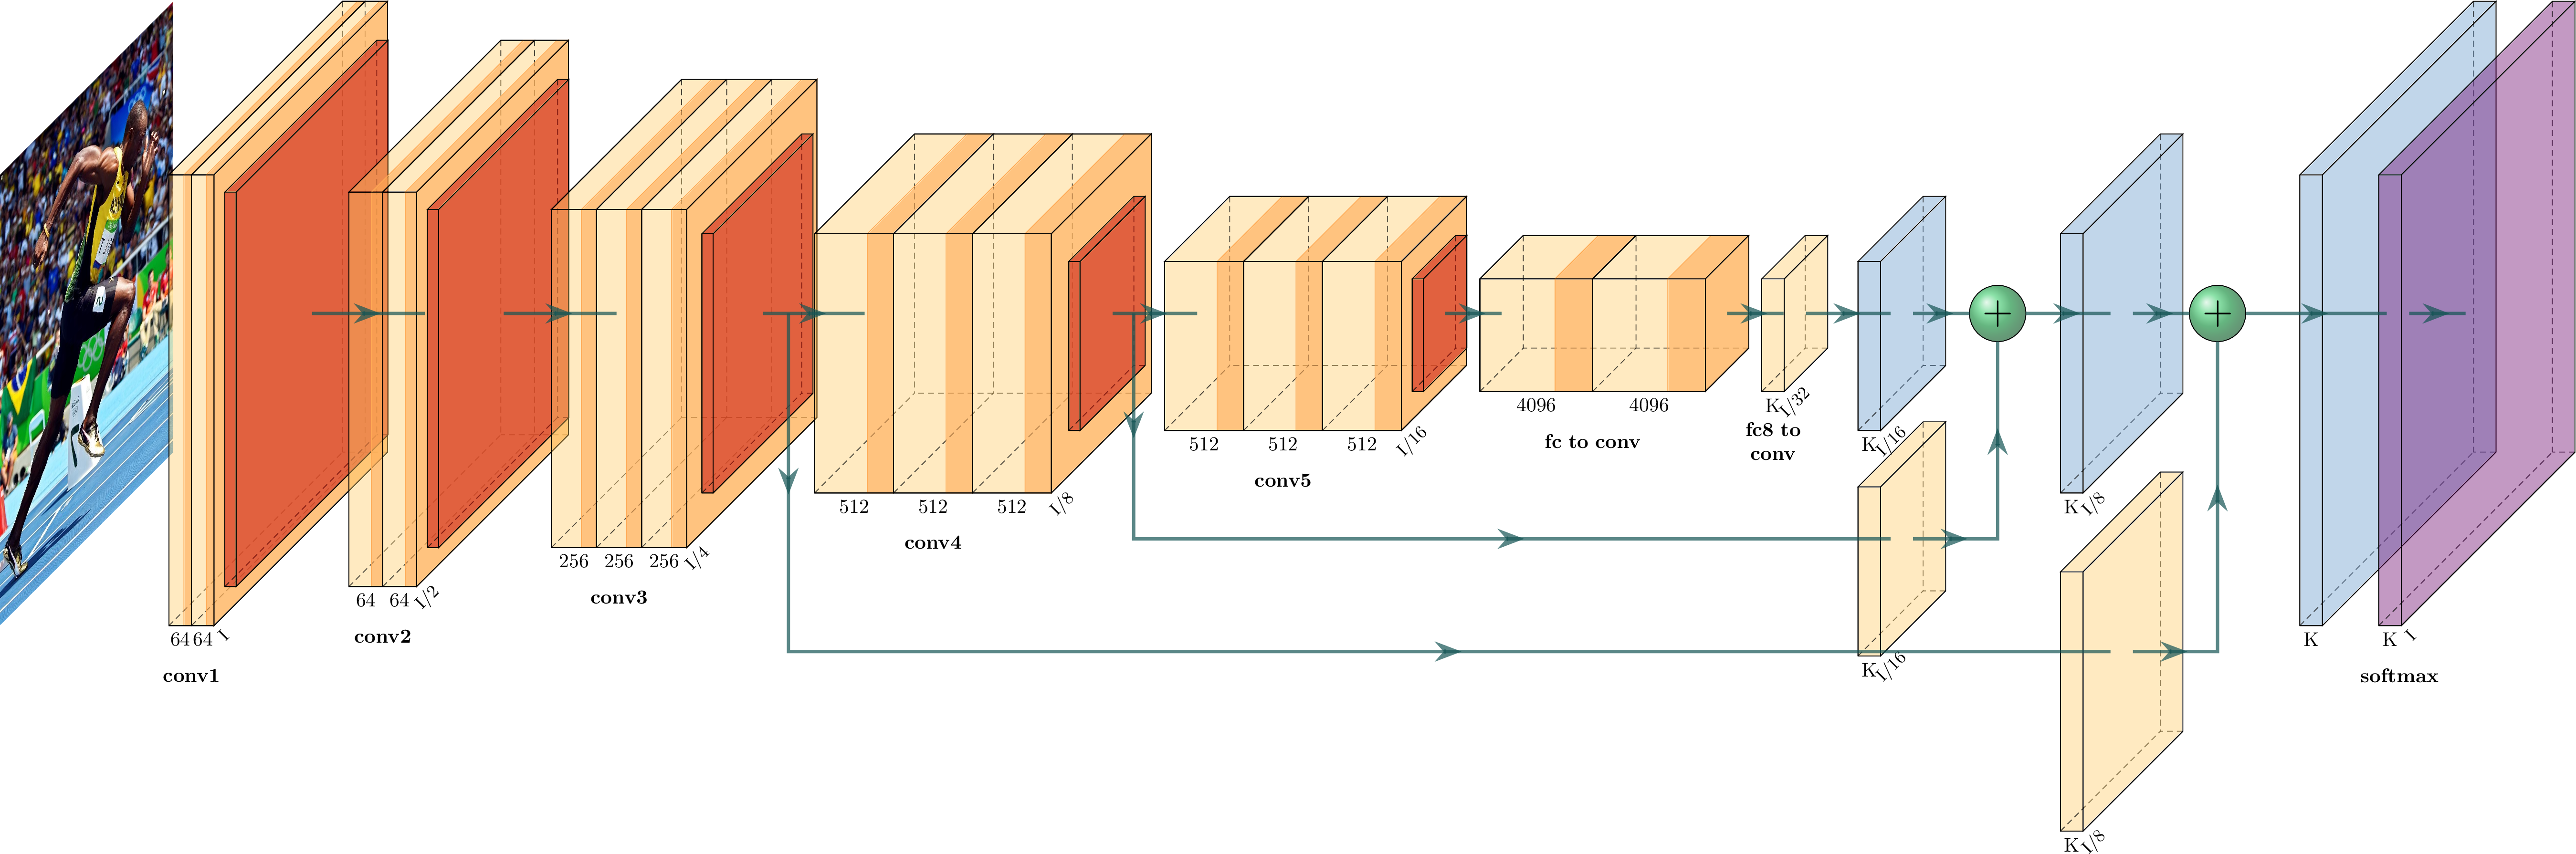 64 64 I
conv1
64 64 I/2
conv2
256 256 256 I/4
conv3
512 512 512 I/8
conv4
512 512 512 I/16
conv5
4096 4096
fc to conv
K I/32
fc8 to
conv
K I/16
K I/16
K I/8
K I/8
K
K I
softmax